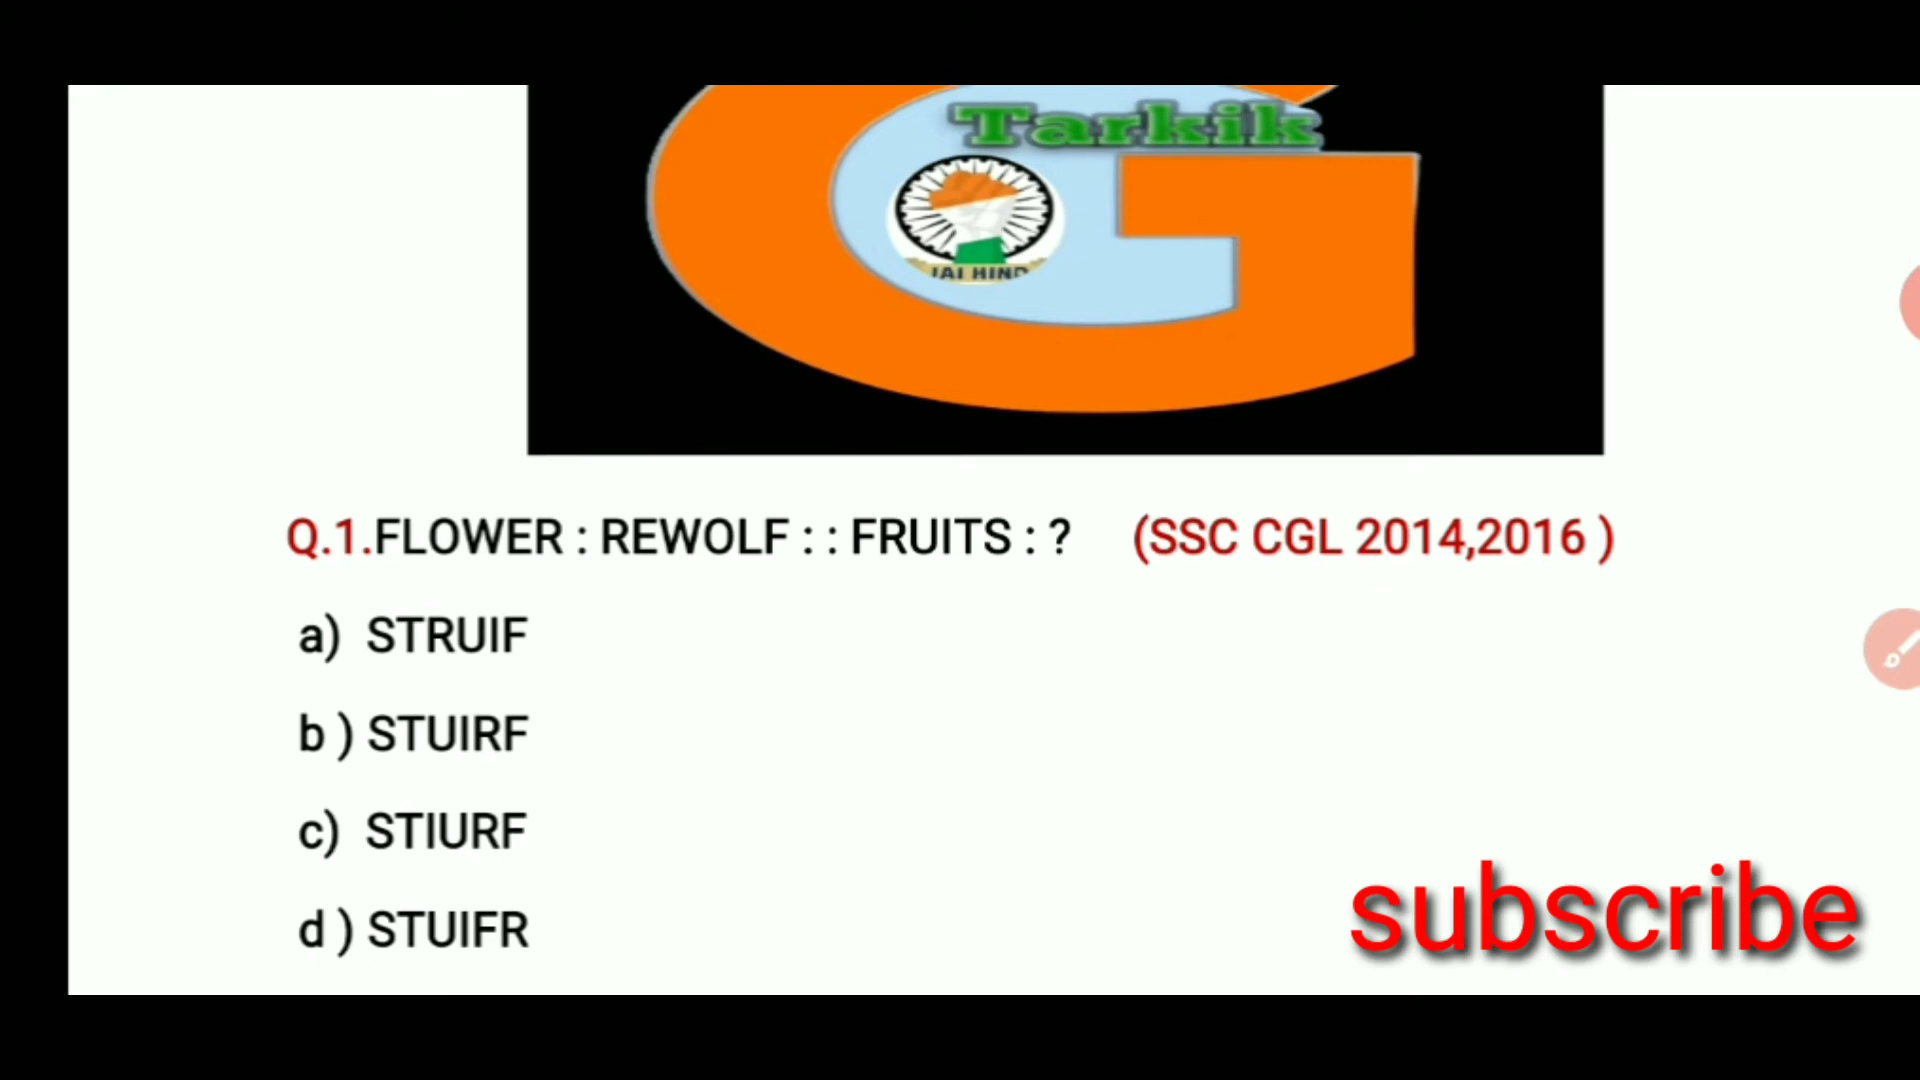 Tarkik
JAI HIND
Q.1.FLOWER : REWOLF : : FRUITS : ? (SSC CGL 2014,2016 )
a) STRUIF
b ) STUIRF
c) STIURF
d ) STUIFR
subscribe